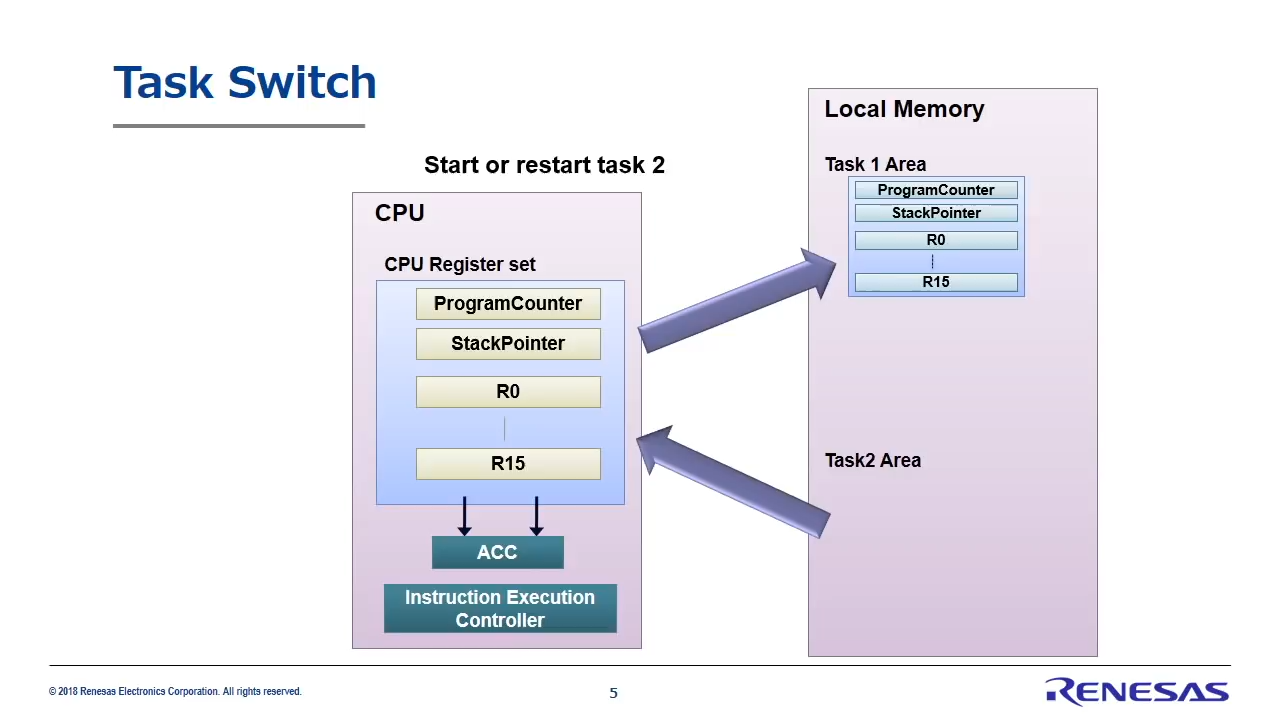 Task Switch
Start or restart task 2
CPU
CPU Register set
ProgramCounter
StackPointer
R0
R15
ACC
Instruction Execution
Controller
Local Memory
Task 1 Area
ProgramCounter
StackPointer
R0
R15
Task2 Area
© 2018 Renesas Electronics Corporation. All rights reserved.
5
RENESAS